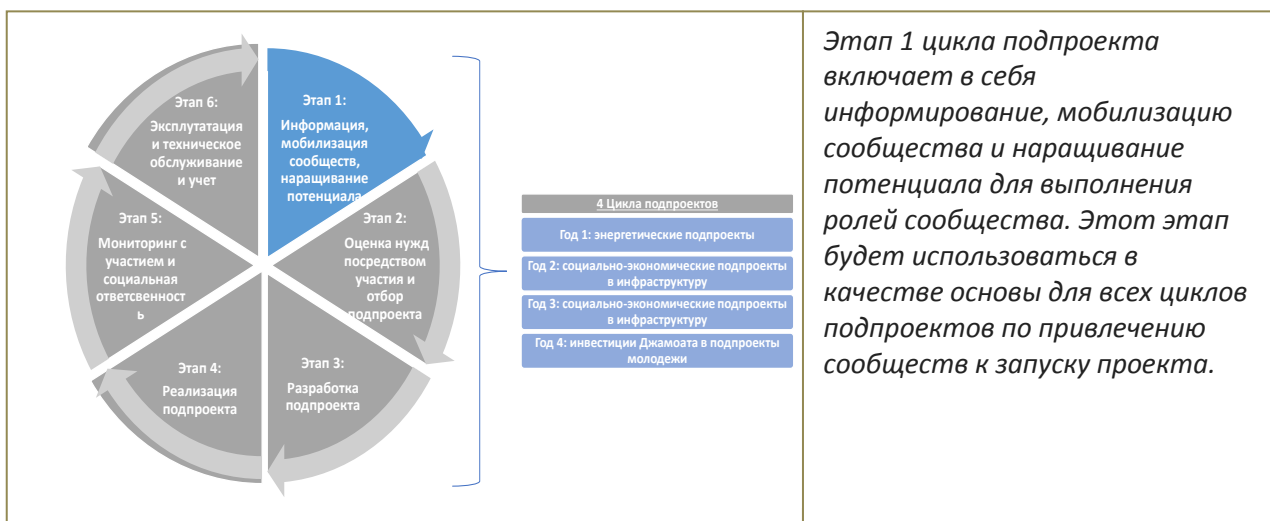 Этап 1:
Информация,
мобилизация
сообществ,
наращивание
потенциала
Этап 2:
Оценка нужд
посредством
участия и
отбор
подпроекта
Этап 3:
Разработка
подпроекта
Этап 4:
Реализация
подпроекта
Этап 5:
Мониторинг с
участием и
социальная
ответсвенност
ь
Этап 6:
Эксплутатация
и техническое
обслуживание
и учет
4 Цикла подпроектов
Год 1: энергетические подпроекты
Год 2: социально-экономические подпроекты
в инфраструктуру
Год 3: социально-экономические подпроекты
в инфраструктуру
Год 4: инвестиции Джамоата в подпроекты
молодежи
Этап 1 цикла подпроекта
включает в себя
информирование, мобилизацию
сообщества и наращивание
потенциала для выполнения
ролей сообщества. Этот этап
будет использоваться в
качестве основы для всех циклов
подпроектов по привлечению
сообществ к запуску проекта.